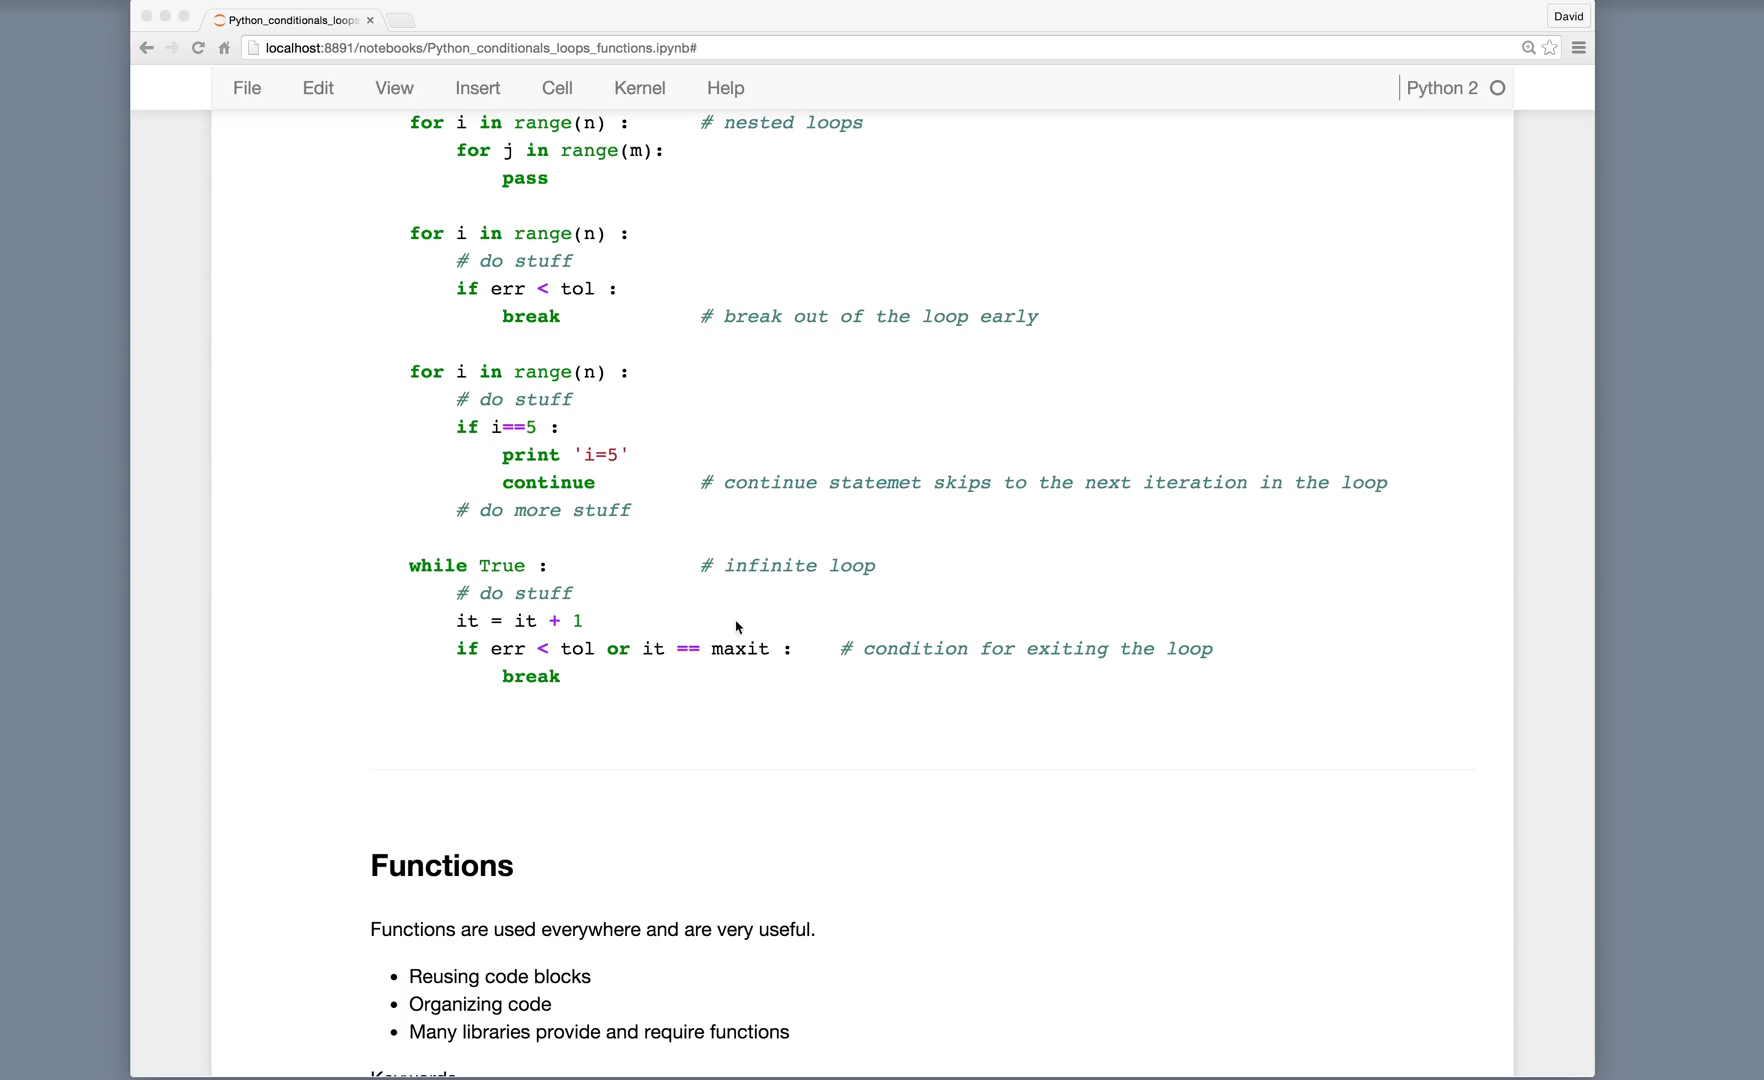 Python_conditionals_loops
David
localhost:8891/notebooks/Python_conditionals_loops_functions.ipynb#
File Edit View Insert Cell Kernel Help Python 2
for i in range(n) : # nested loops
for j in range(m):
pass
for i in range(n) :
# do stuff
if err < tol :
break # break out of the loop early
for i in range(n) :
# do stuff
if i==5 :
print 'i=5'
continue # continue statemet skips to the next iteration in the loop
# do more stuff
while True : # infinite loop
# do stuff
it = it + 1
if err < tol or it == maxit : # condition for exiting the loop
break
Functions
Functions are used everywhere and are very useful.
• Reusing code blocks
• Organizing code
• Many libraries provide and require functions